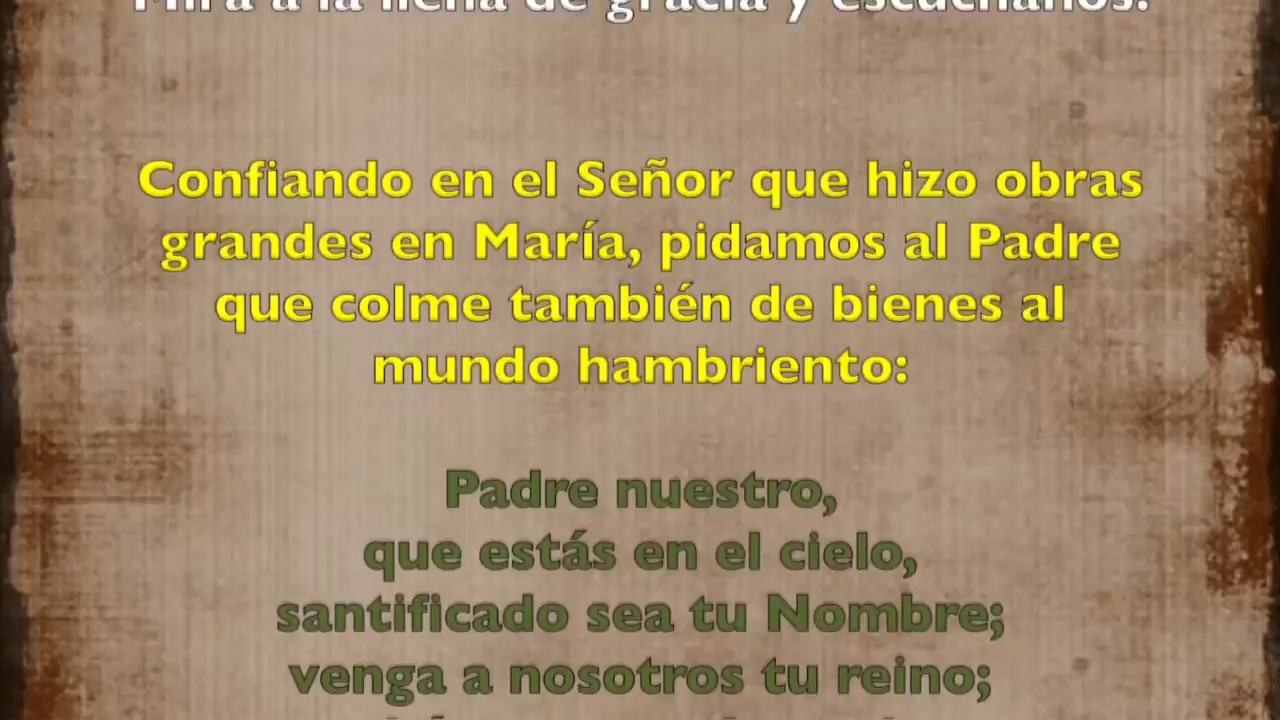 Mira a la llena de gracia y escúchanos.
Confiando en el Señor que hizo obras
grandes en María, pidamos al Padre
que colme también de bienes al
mundo hambriento:
Padre nuestro,
que estás en el cielo,
santificado sea tu Nombre;
venga a nosotros tu reino;